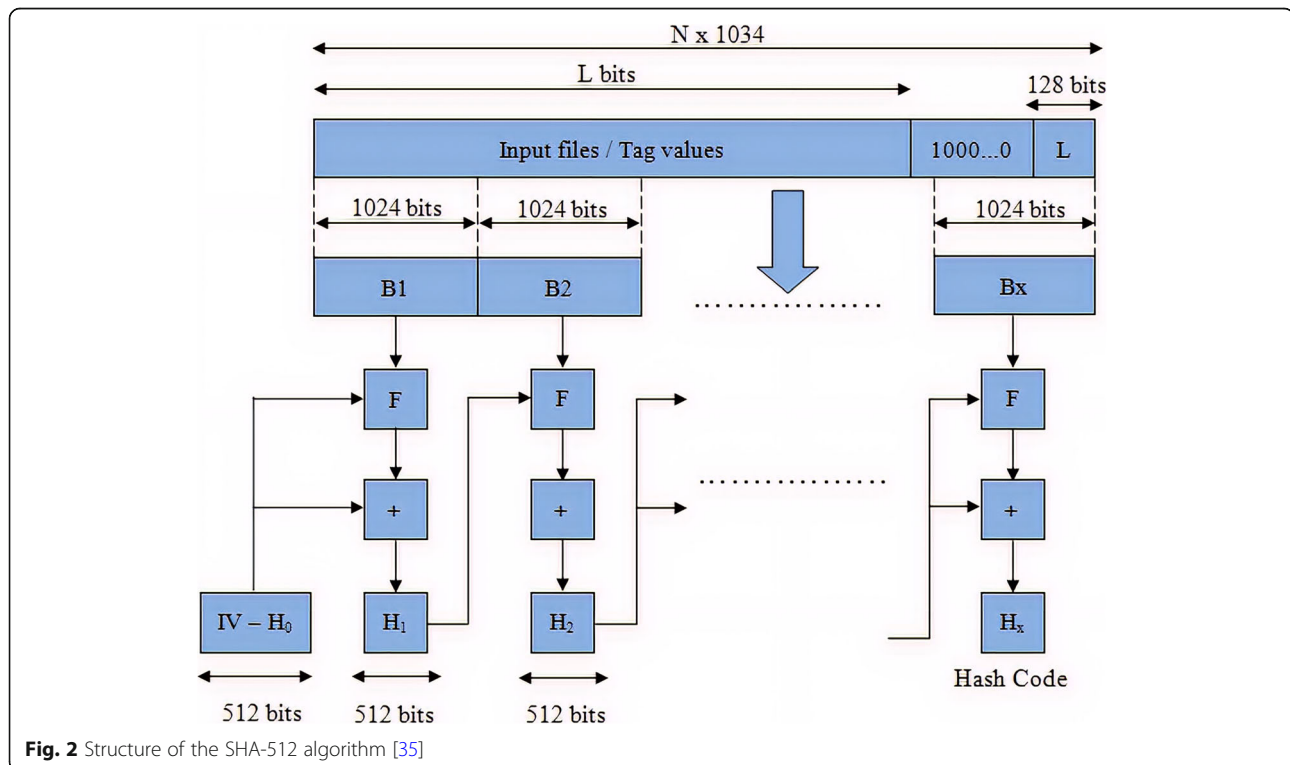 N x 1034
L bits
128 bits
Input files / Tag values
1000...0
L
1024 bits
1024 bits
1024 bits
B1
B2
Bx
F
F
F
+
+
+
IV – H₀
H₁
H₂
Hₓ
Hash Code
512 bits
512 bits
512 bits
Fig. 2 Structure of the SHA-512 algorithm [35]